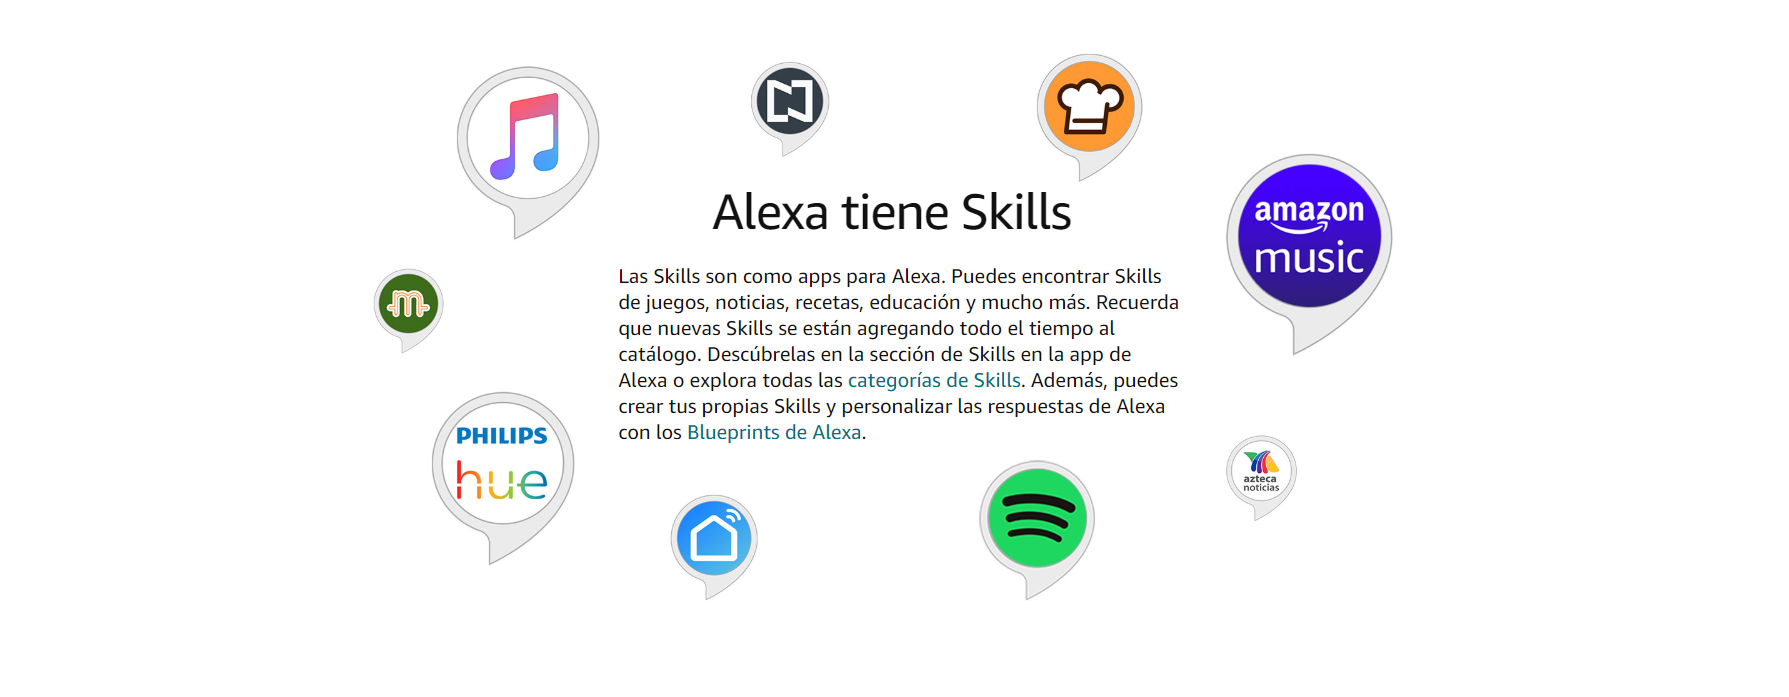 Alexa tiene Skills
Las Skills son como apps para Alexa. Puedes encontrar Skills
de juegos, noticias, recetas, educación y mucho más. Recuerda
que nuevas Skills se están agregando todo el tiempo al
catálogo. Descúbrelas en la sección de Skills en la app de
Alexa o explora todas las categorías de Skills. Además, puedes
crear tus propias Skills y personalizar las respuestas de Alexa
con los Blueprints de Alexa.
amazon
music
m
PHILIPS
hue
azteca
noticias
N